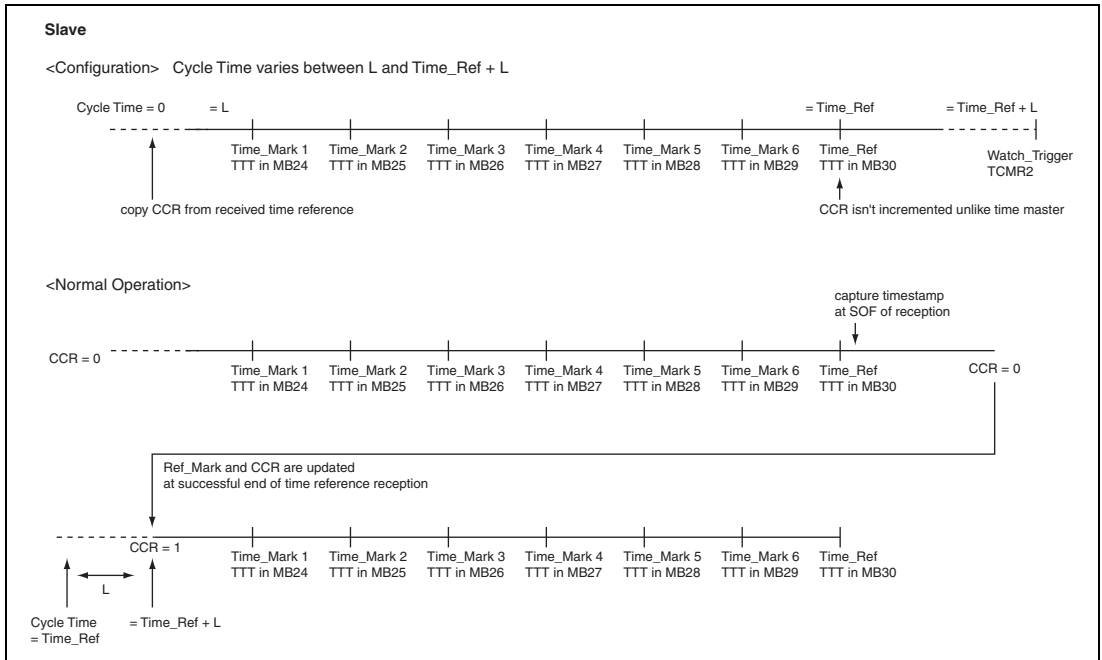 Slave
<Configuration> Cycle Time varies between L and Time_Ref + L
Cycle Time = 0
= L
= Time_Ref
= Time_Ref + L
Time_Mark 1 Time_Mark 2 Time_Mark 3 Time_Mark 4 Time_Mark 5 Time_Mark 6 Time_Ref
TTT in MB24 TTT in MB25 TTT in MB26 TTT in MB27 TTT in MB28 TTT in MB29 TTT in MB30
Watch_Trigger
TCMR2
copy CCR from received time reference
CCR isn't incremented unlike time master
<Normal Operation>
capture timestamp
at SOF of reception
CCR = 0
Time_Mark 1 Time_Mark 2 Time_Mark 3 Time_Mark 4 Time_Mark 5 Time_Mark 6 Time_Ref
TTT in MB24 TTT in MB25 TTT in MB26 TTT in MB27 TTT in MB28 TTT in MB29 TTT in MB30
CCR = 0
Ref_Mark and CCR are updated
at successful end of time reference reception
CCR = 1
Time_Mark 1 Time_Mark 2 Time_Mark 3 Time_Mark 4 Time_Mark 5 Time_Mark 6 Time_Ref
TTT in MB24 TTT in MB25 TTT in MB26 TTT in MB27 TTT in MB28 TTT in MB29 TTT in MB30
L
Cycle Time
= Time_Ref
= Time_Ref + L